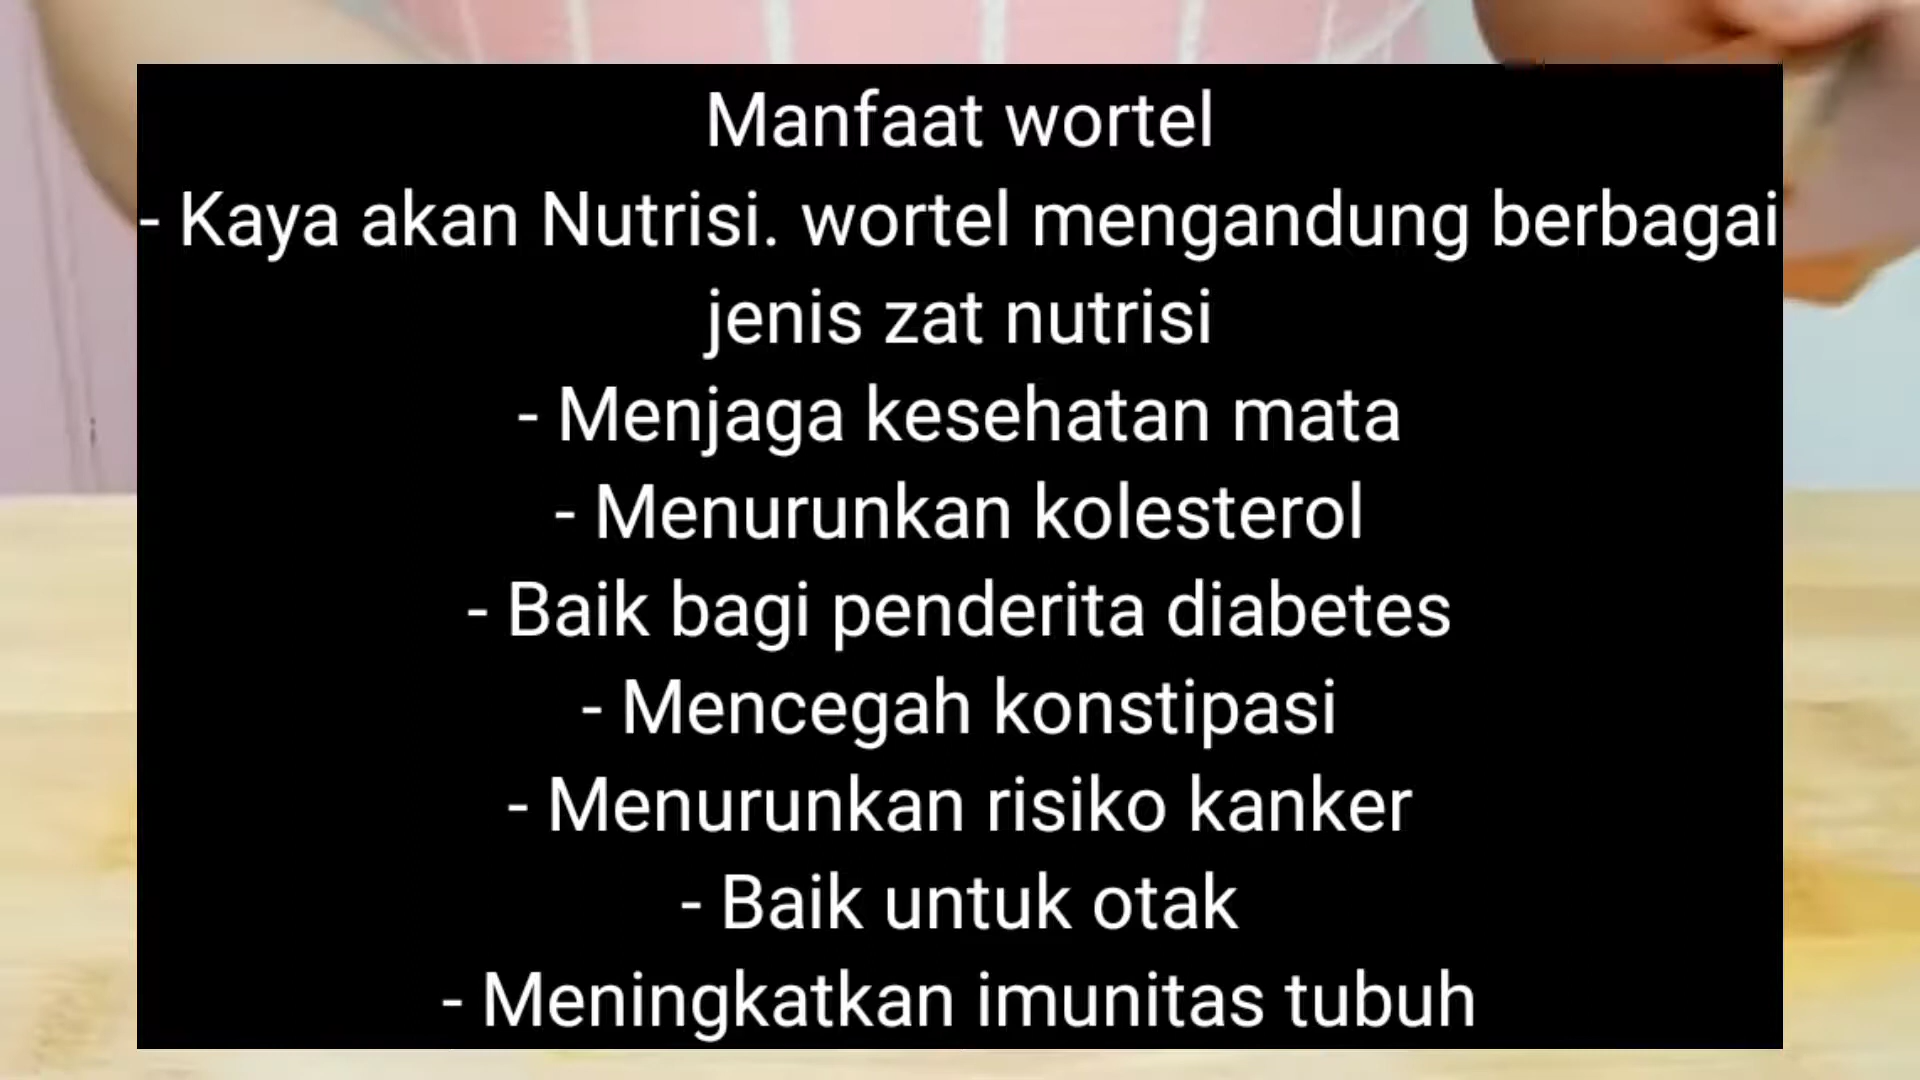 Manfaat wortel
- Kaya akan Nutrisi. wortel mengandung berbagai
jenis zat nutrisi
- Menjaga kesehatan mata
- Menurunkan kolesterol
- Baik bagi penderita diabetes
- Mencegah konstipasi
- Menurunkan risiko kanker
- Baik untuk otak
- Meningkatkan imunitas tubuh